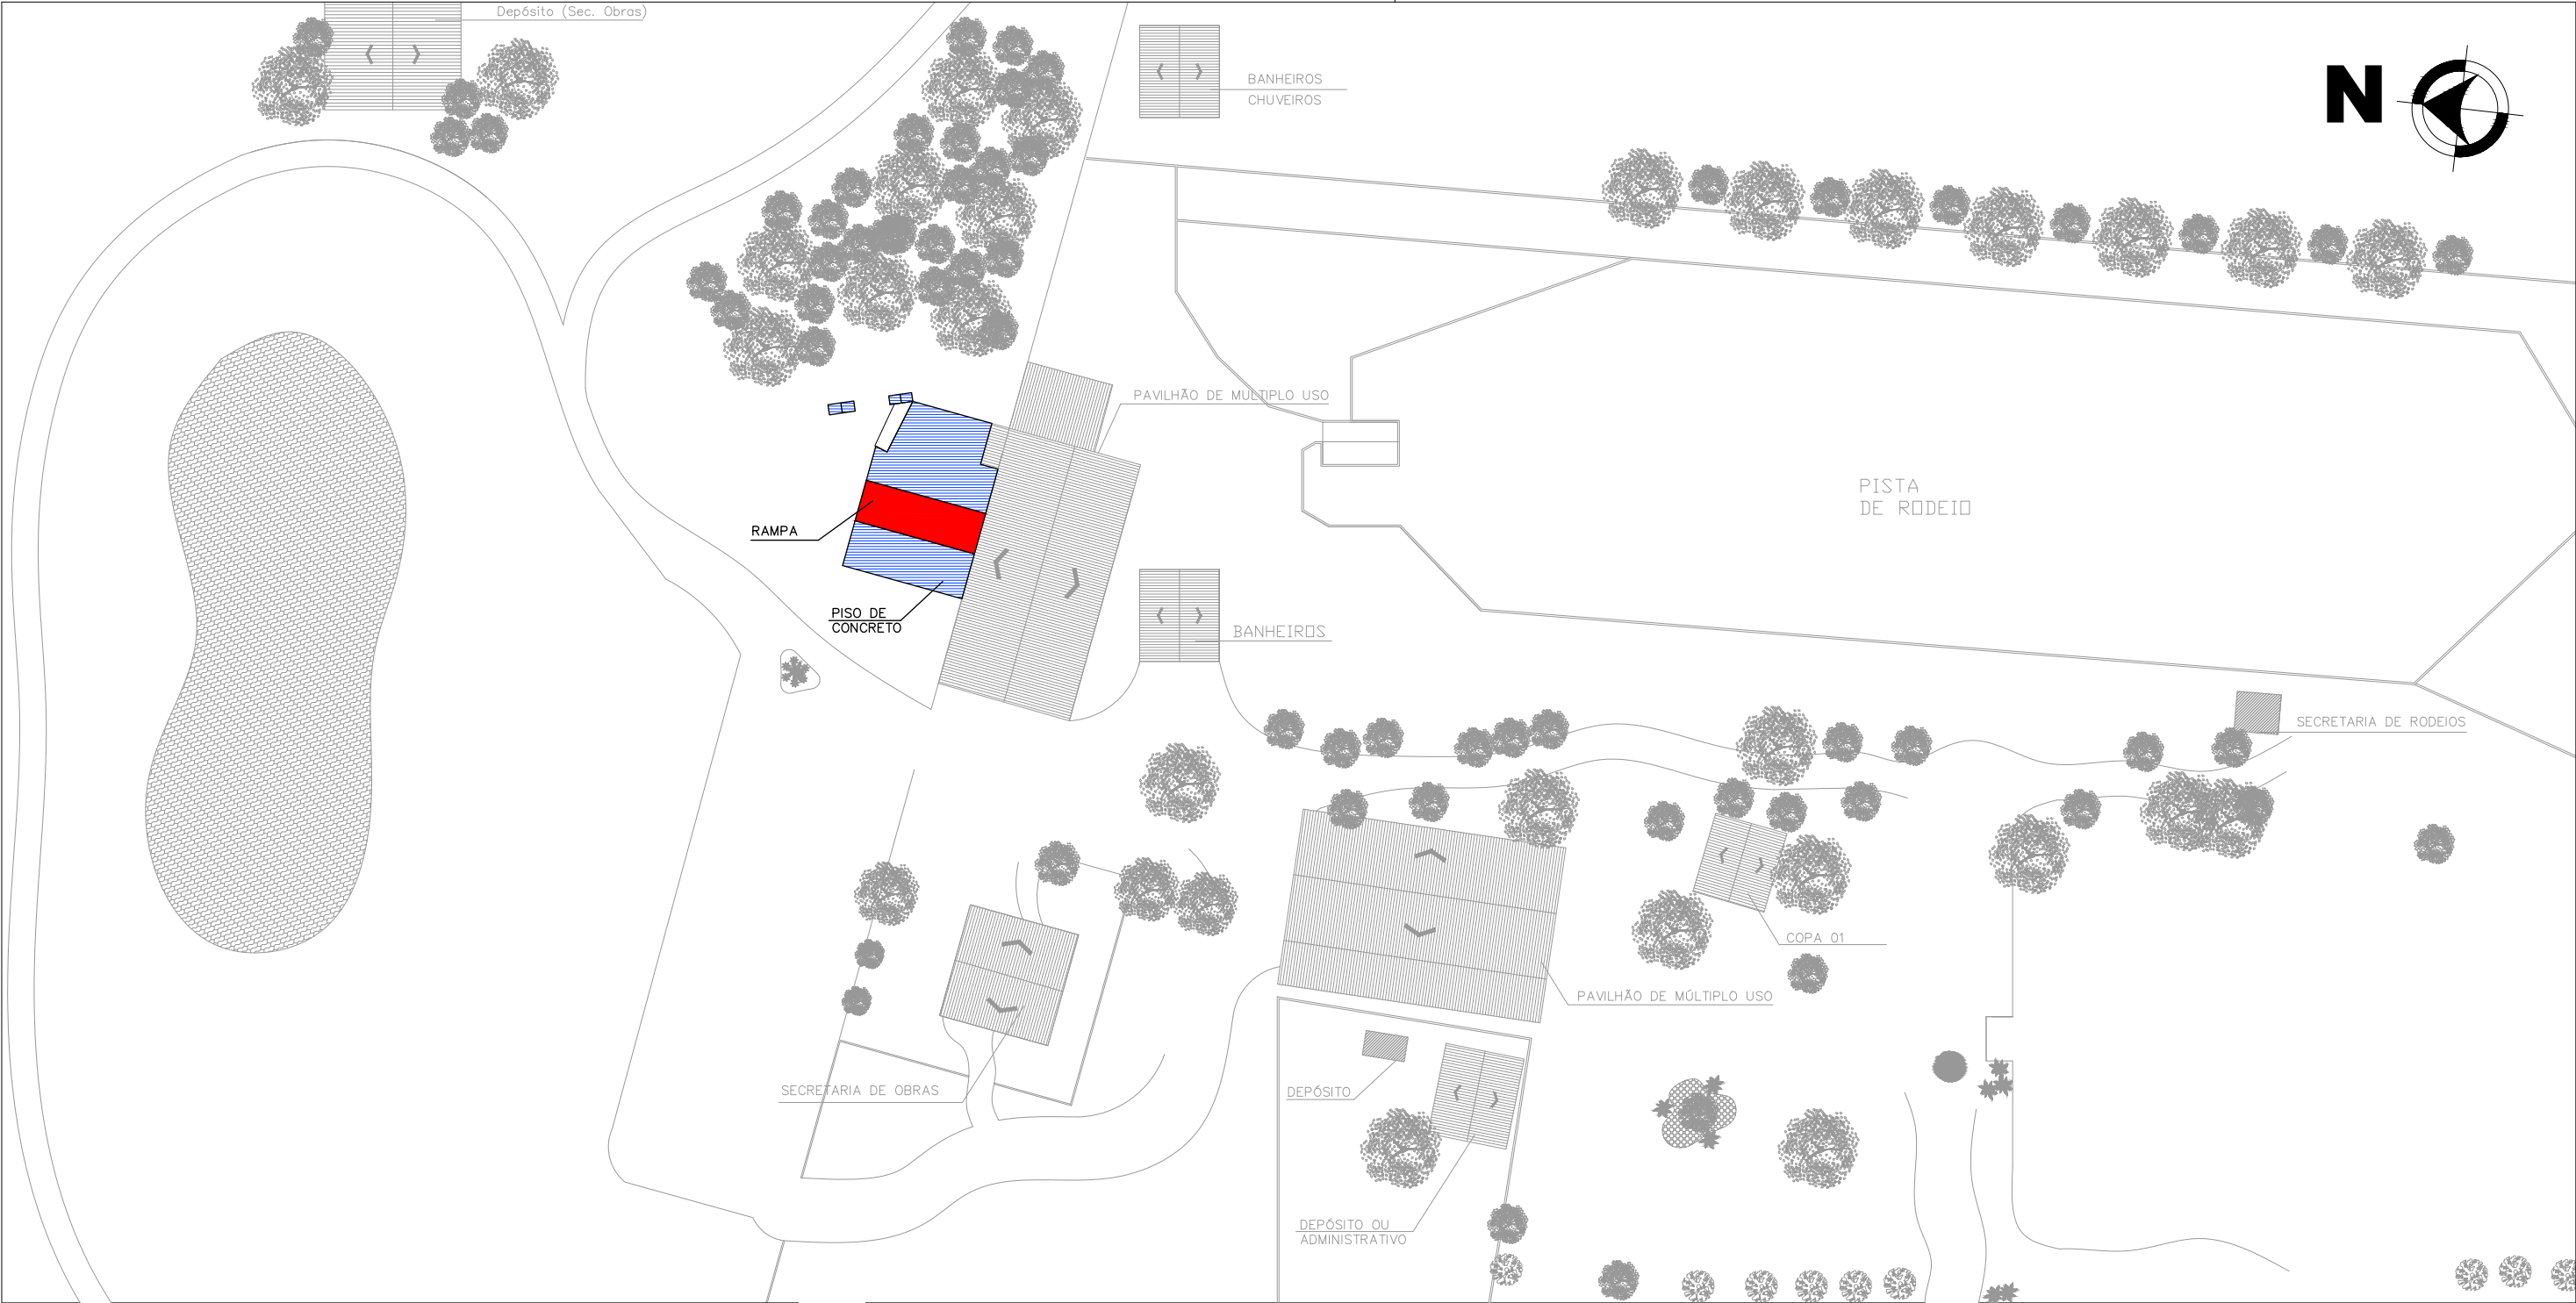 Depósito (Sec. Obras)
BANHEIROS
CHUVEIROS
N
PAVILHÃO DE MÚLTIPLO USO
PISTA
DE RODEIO
RAMPA
PISO DE
CONCRETO
BANHEIROS
SECRETARIA DE RODEIOS
COPA 01
PAVILHÃO DE MÚLTIPLO USO
SECRETARIA DE OBRAS
DEPÓSITO
DEPÓSITO OU
ADMINISTRATIVO